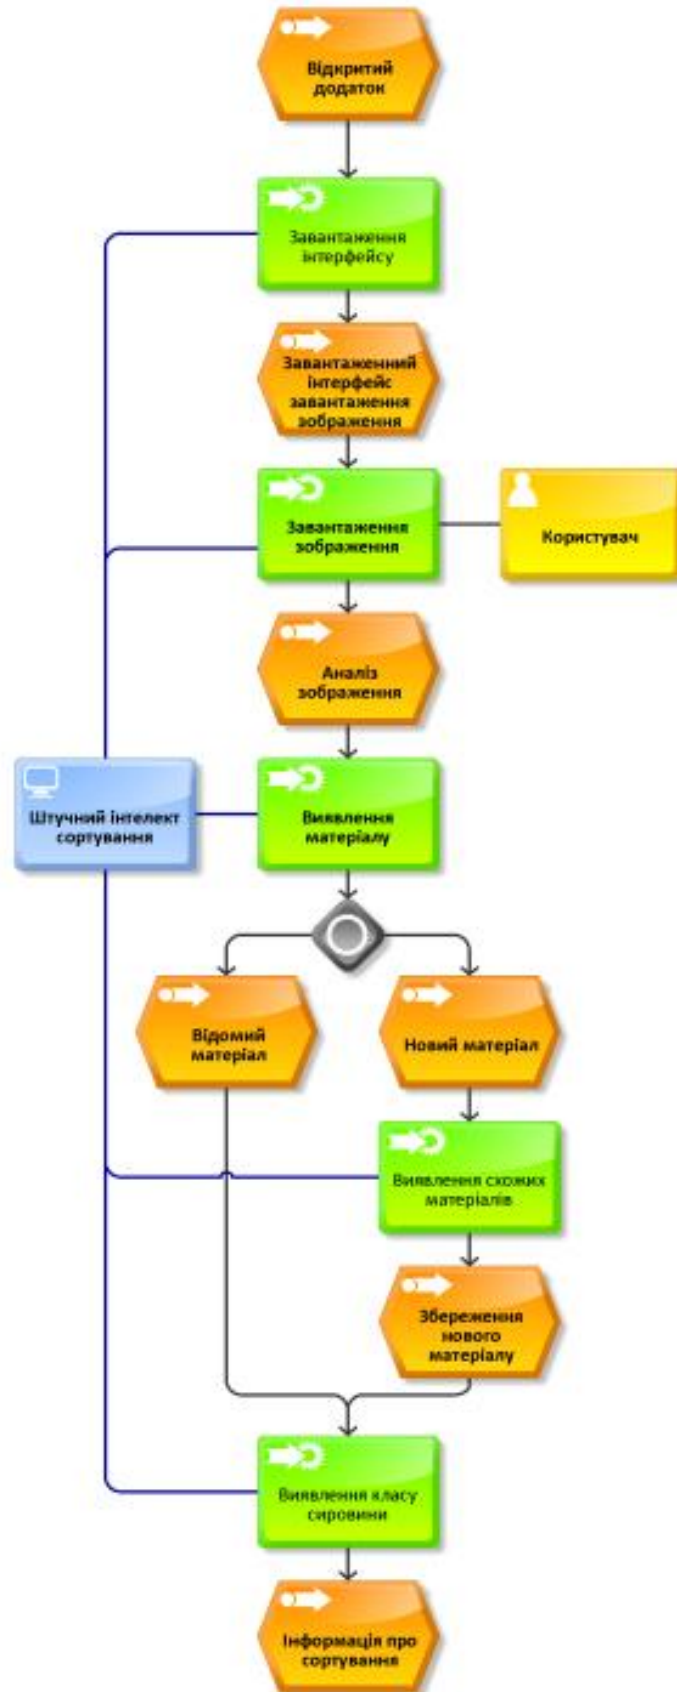 Відкритий
додаток
Завантаження
інтерфейсу
Завантаженний
інтерфейс
завантаження
зображення
Завантаження
зображення
Користувач
Аналіз
зображення
Штучний інтелект
сортування
Виявлення
матеріалу
Відомий
матеріал
Новий матеріал
Виявлення схожих
матеріалів
Збереження
нового
матеріалу
Виявлення класу
сировини
Інформація про
сортування